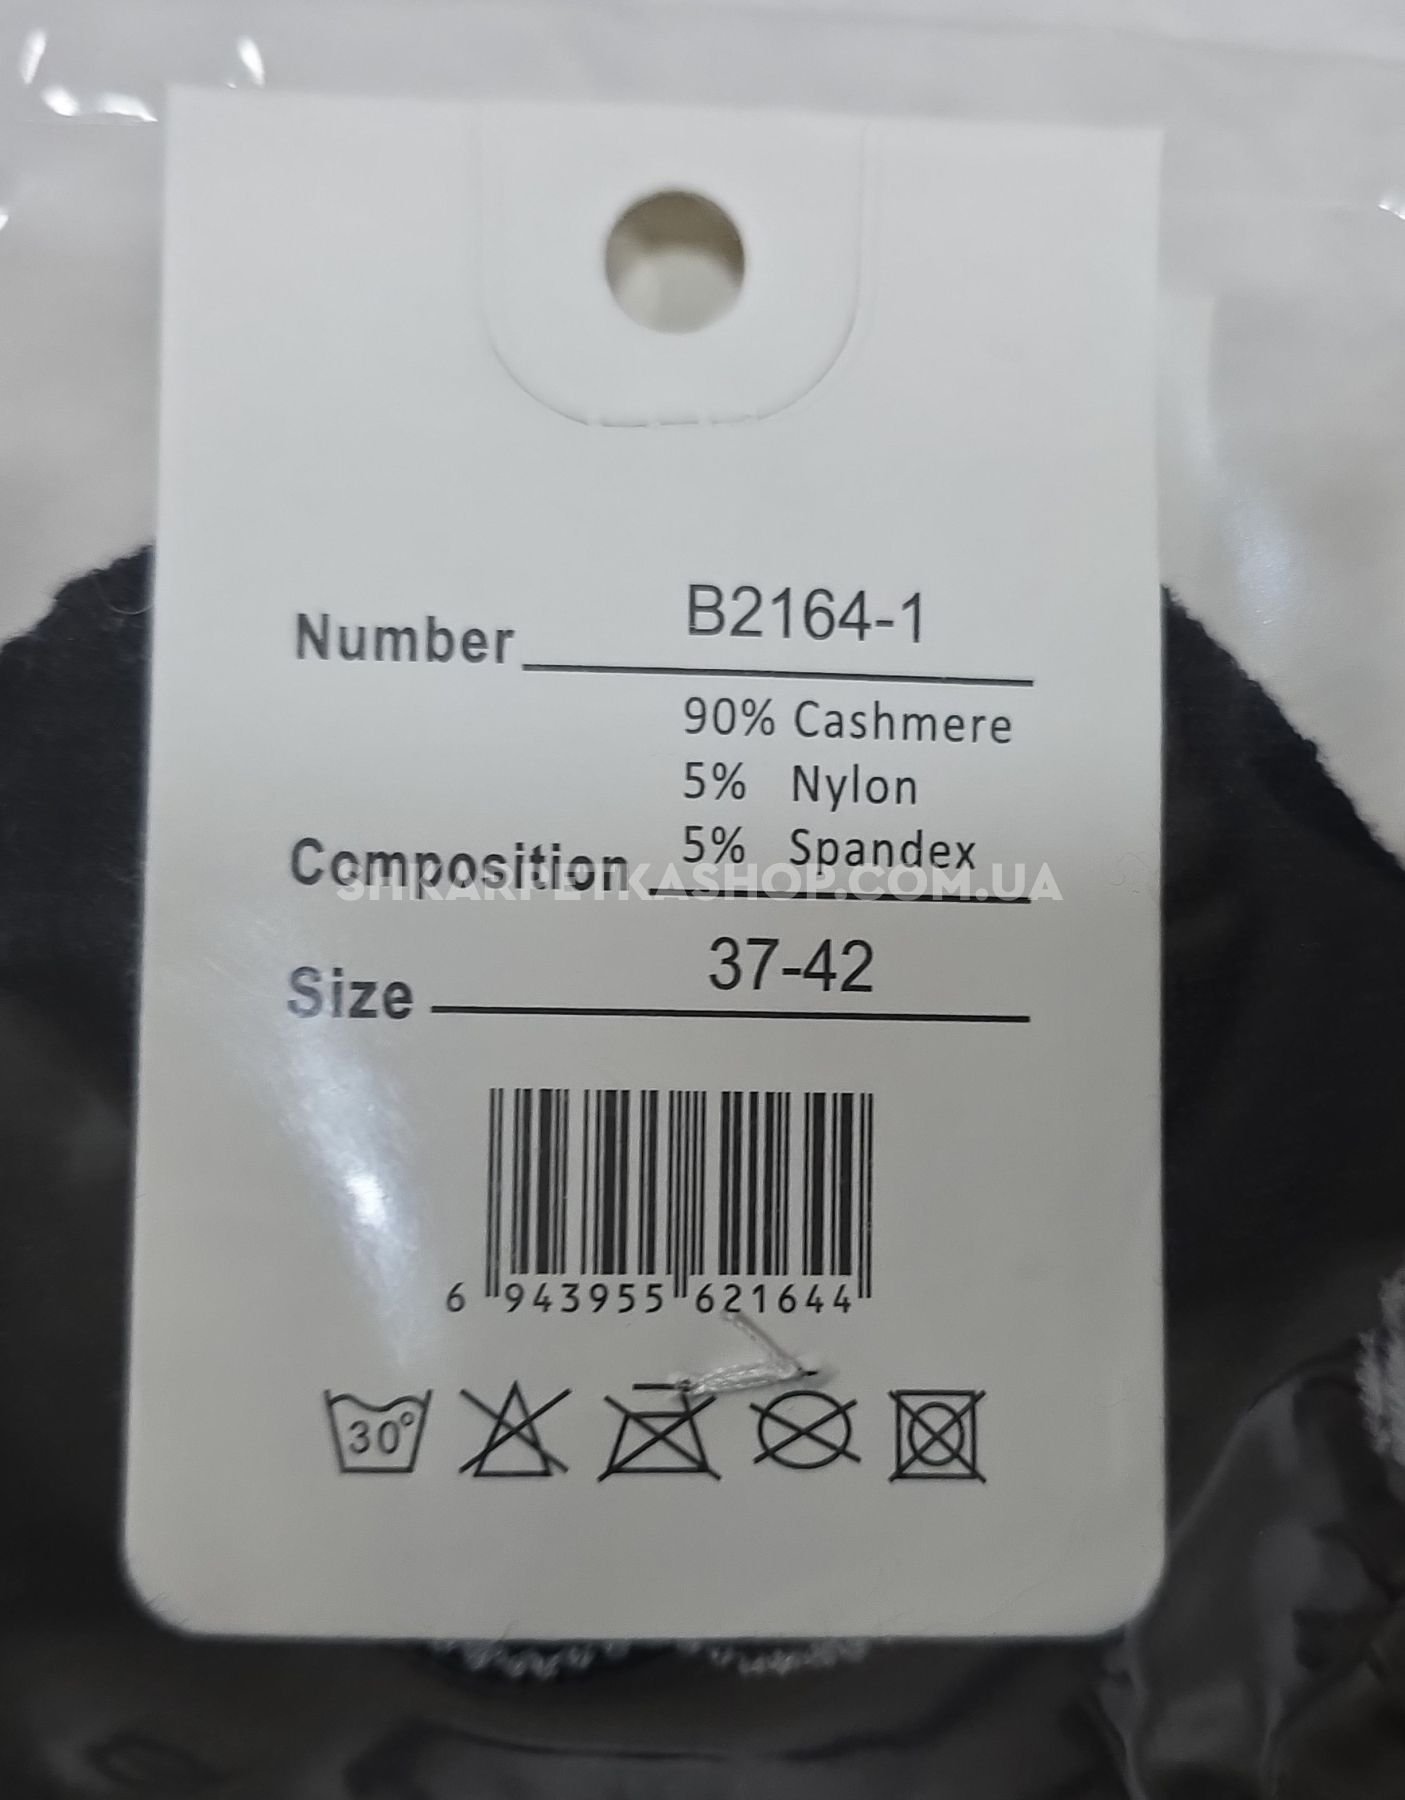 Number B2164-1
90% Cashmere
5% Nylon
Composition 5% Spandex
SHKARPETKASHOP.COM.UA
Size 37-42
6 943955 621644
30°